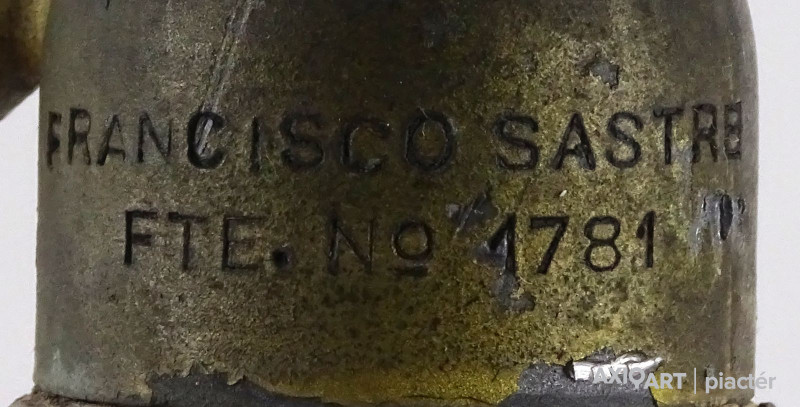 FRANCISCO SASTRE
FTE. No 1781
AXIOART | piactér